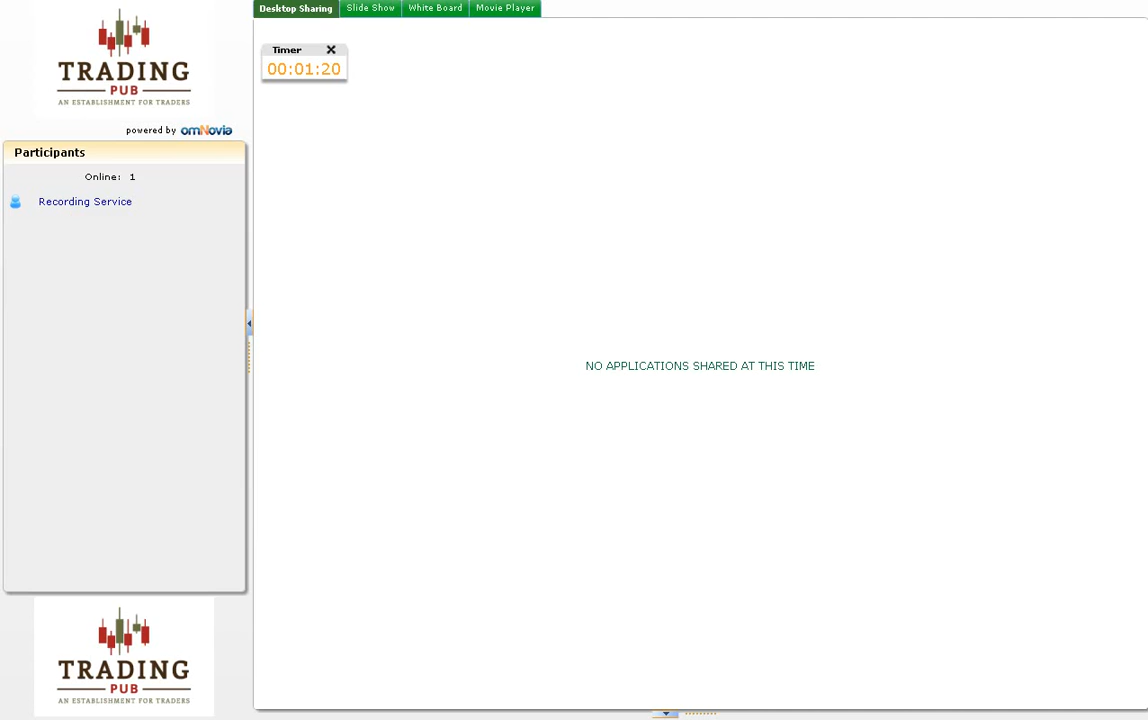 TRADING
PUB
AN ESTABLISHMENT FOR TRADERS
powered by omNovia
Participants
Online: 1
Recording Service
TRADING
PUB
AN ESTABLISHMENT FOR TRADERS
Desktop Sharing Slide Show White Board Movie Player
Timer
00:01:20
NO APPLICATIONS SHARED AT THIS TIME